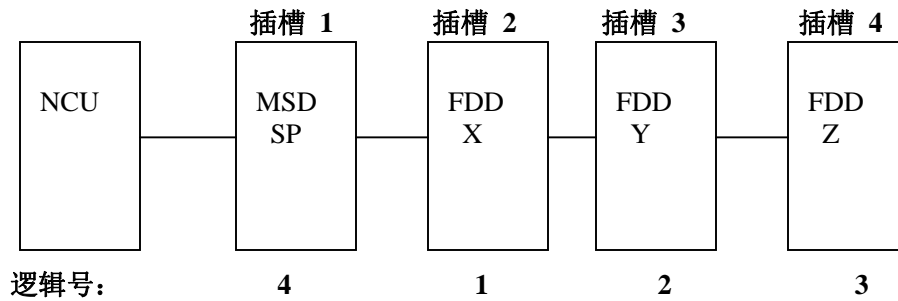 插槽 1 插槽 2 插槽 3 插槽 4
NCU MSD FDD FDD FDD
SP X Y Z
逻辑号： 4 1 2 3